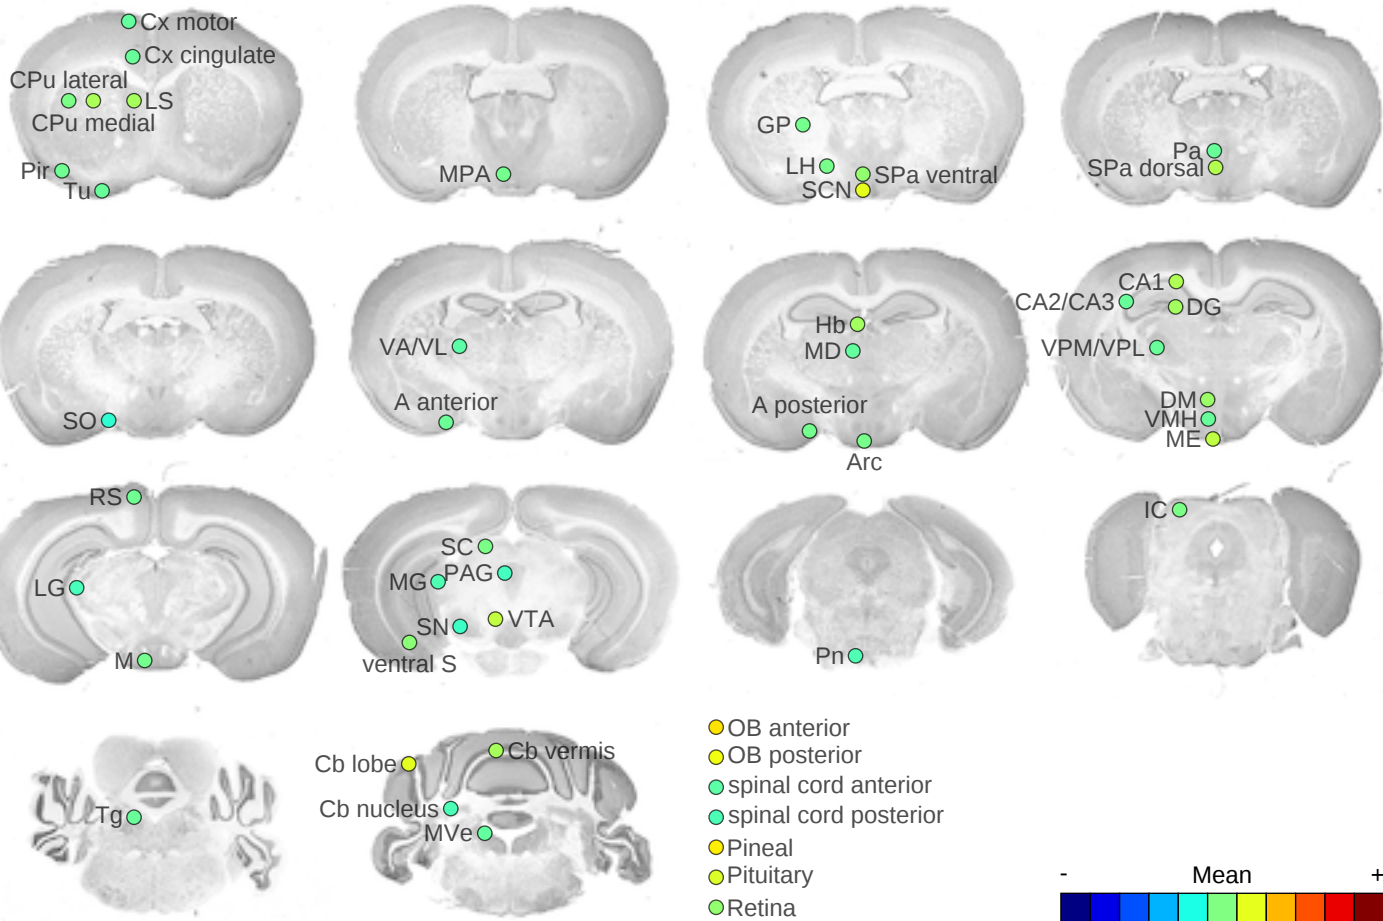 Cx motor
Cx cingulate
CPu lateral
LS
CPu medial
Pir
Tu
MPA
GP
LH
SPa ventral
SCN
Pa
SPa dorsal
SO
VA/VL
A anterior
Hb
MD
A posterior
Arc
CA1
CA2/CA3
DG
VPM/VPL
DM
VMH
ME
RS
LG
M
SC
MG
PAG
SN
VTA
ventral S
Pn
IC
Tg
Cb lobe
Cb vermis
Cb nucleus
MVe
OB anterior
OB posterior
spinal cord anterior
spinal cord posterior
Pineal
Pituitary
Retina
- Mean +